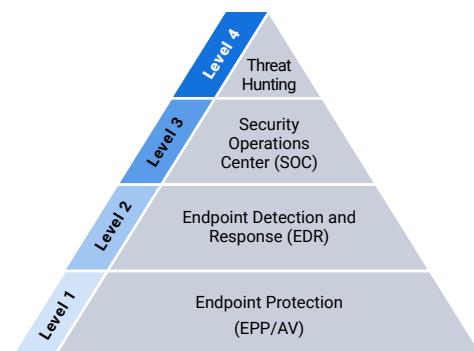 Level 4
Threat
Hunting
Level 3
Security
Operations
Center (SOC)
Level 2
Endpoint Detection and
Response (EDR)
Level 1
Endpoint Protection
(EPP/AV)